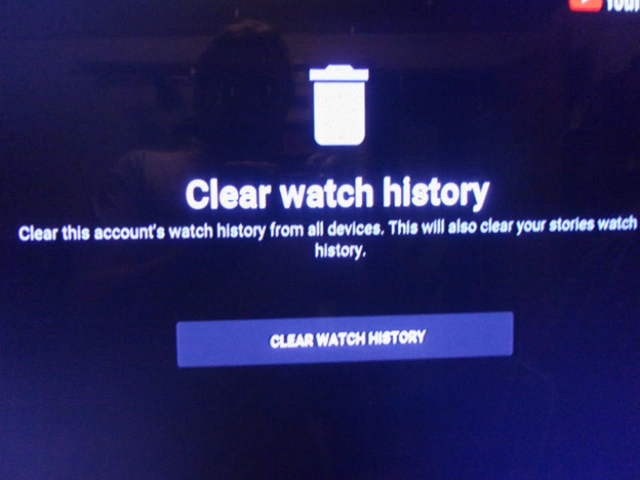 Clear watch history
Clear this account's watch history from all devices. This will also clear your stories watch
history.
CLEAR WATCH HISTORY